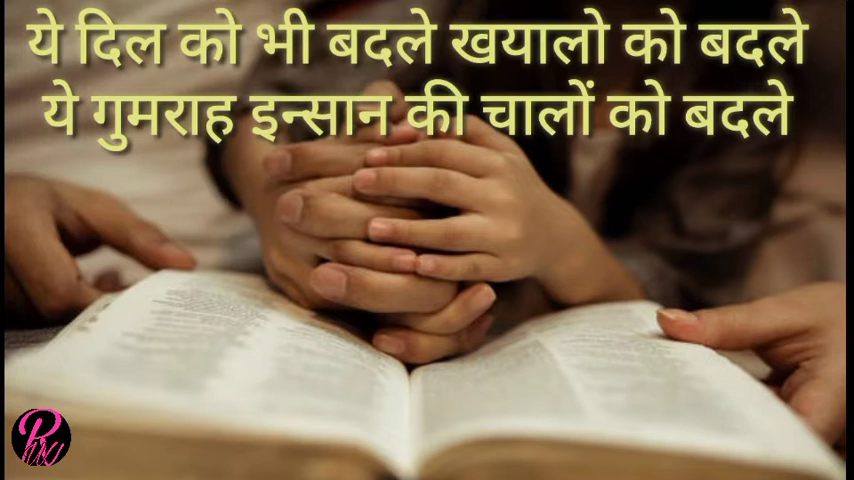 ये दिल को भी बदले खयालो को बदले
ये गुमराह इन्सान की चालों को बदले